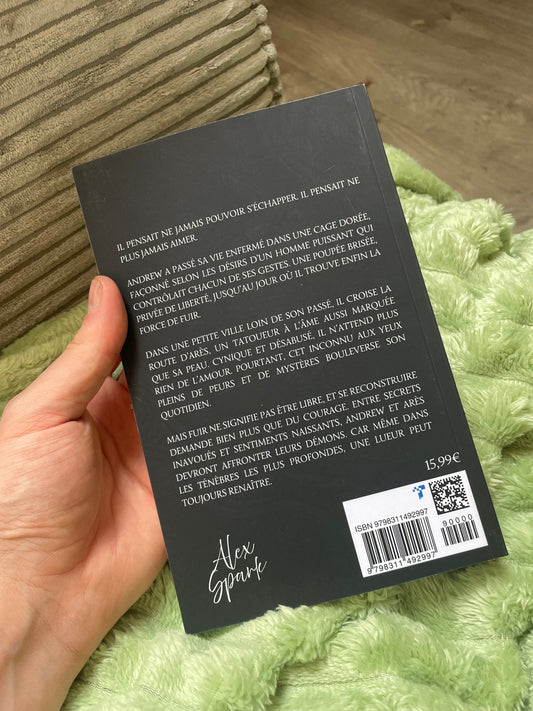 IL PENSAIT NE JAMAIS POUVOIR S'ÉCHAPPER. IL PENSAIT NE
PLUS JAMAIS AIMER.
ANDREW A PASSÉ SA VIE ENFERMÉ DANS UNE CAGE DORÉE,
FAÇONNÉ SELON LES DÉSIRS D'UN HOMME PUISSANT QUI
CONTRÔLAIT CHACUN DE SES GESTES. UNE POUPÉE BRISÉE,
PRIVÉE DE LIBERTÉ, JUSQU'AU JOUR OÙ IL TROUVE ENFIN LA
FORCE DE FUIR.
DANS UNE PETITE VILLE LOIN DE SON PASSÉ, IL CROISE LA
ROUTE D'ARÈS, UN TATOUEUR À L'ÂME AUSSI MARQUÉE
QUE SA PEAU. CYNIQUE ET DÉSABUSÉ, IL N'ATTEND PLUS
RIEN DE L'AMOUR. POURTANT, CET INCONNU AUX YEUX
PLEINS DE PEURS ET DE MYSTÈRES BOULEVERSE SON
QUOTIDIEN.
MAIS FUIR NE SIGNIFIE PAS ÊTRE LIBRE, ET SE RECONSTRUIRE
DEMANDE BIEN PLUS QUE DU COURAGE. ENTRE SECRETS
INAVOUÉS ET SENTIMENTS NAISSANTS, ANDREW ET ARÈS
DEVRONT AFFRONTER LEURS DÉMONS. CAR MÊME DANS
LES TÉNÈBRES LES PLUS PROFONDES, UNE LUEUR PEUT
TOUJOURS RENAÎTRE.
15,99€
Alex
Spark
ISBN 9798311492997
90000
9 798311 492997